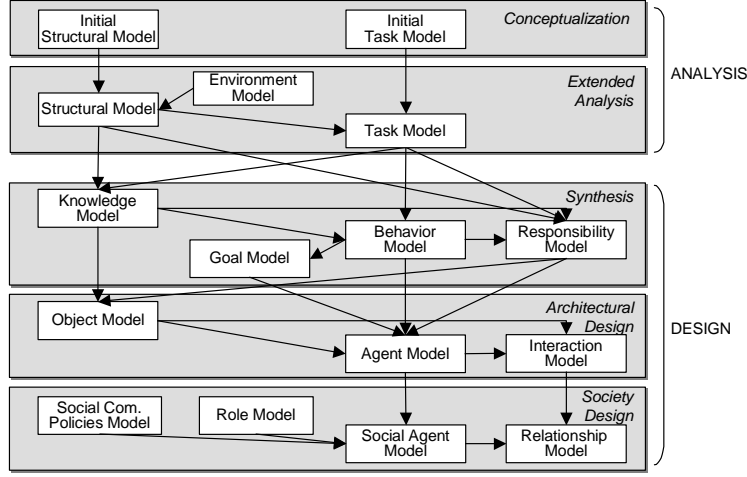 Initial
Structural Model
Initial
Task Model
Conceptualization
ANALYSIS
Environment
Model
Extended
Analysis
Structural Model
Task Model
Synthesis
Knowledge
Model
Behavior
Model
Responsibility
Model
Goal Model
DESIGN
Architectural
Design
Object Model
Agent Model
Interaction
Model
Society
Design
Social Com.
Policies Model
Role Model
Social Agent
Model
Relationship
Model